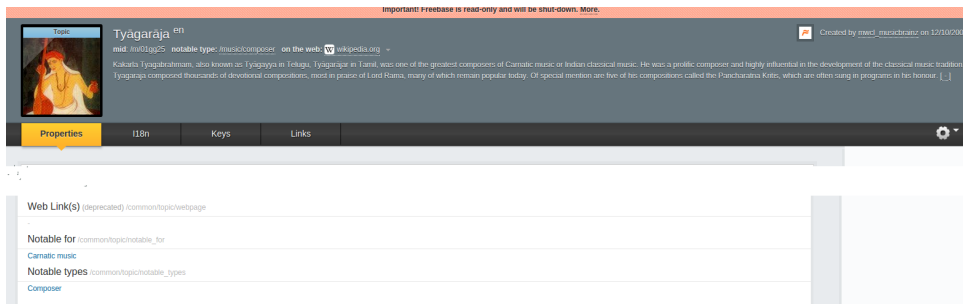 Important! Freebase is read-only and will be shut-down. More.
Topic
Tyāgarāja en
mid: /m/01gg25 notable type: /music/composer on the web: W wikipedia.org
Created by mwcl_musicbrainz on 12/10/200
Kakarla Tyagabrahmam, also known as Tyāgayya in Telugu, Tyāgarājar in Tamil, was one of the greatest composers of Carnatic music or Indian classical music. He was a prolific composer and highly influential in the development of the classical music tradition
Tyagaraja composed thousands of devotional compositions, most in praise of Lord Rama, many of which remain popular today. Of special mention are five of his compositions called the Pancharatna Kritis, which are often sung in programs in his honour. [-]
Properties I18n Keys Links
Web Link(s) (deprecated) /common/topic/webpage
Notable for /common/topic/notable_for
Carnatic music
Notable types /common/topic/notable_types
Composer